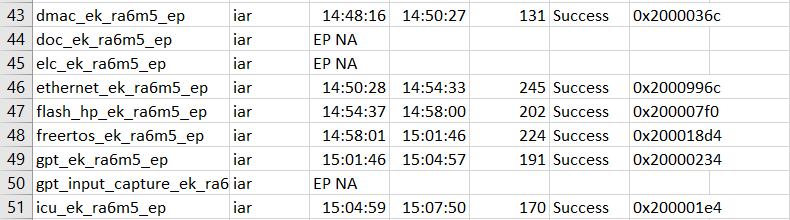 43 dmac_ek_ra6m5_ep iar 14:48:16 14:50:27 131 Success 0x2000036c
44 doc_ek_ra6m5_ep iar EP NA
45 elc_ek_ra6m5_ep iar EP NA
46 ethernet_ek_ra6m5_ep iar 14:50:28 14:54:33 245 Success 0x2000996c
47 flash_hp_ek_ra6m5_ep iar 14:54:37 14:58:00 202 Success 0x200007f0
48 freertos_ek_ra6m5_ep iar 14:58:01 15:01:46 224 Success 0x200018d4
49 gpt_ek_ra6m5_ep iar 15:01:46 15:04:57 191 Success 0x20000234
50 gpt_input_capture_ek_ra6 iar EP NA
51 icu_ek_ra6m5_ep iar 15:04:59 15:07:50 170 Success 0x200001e4